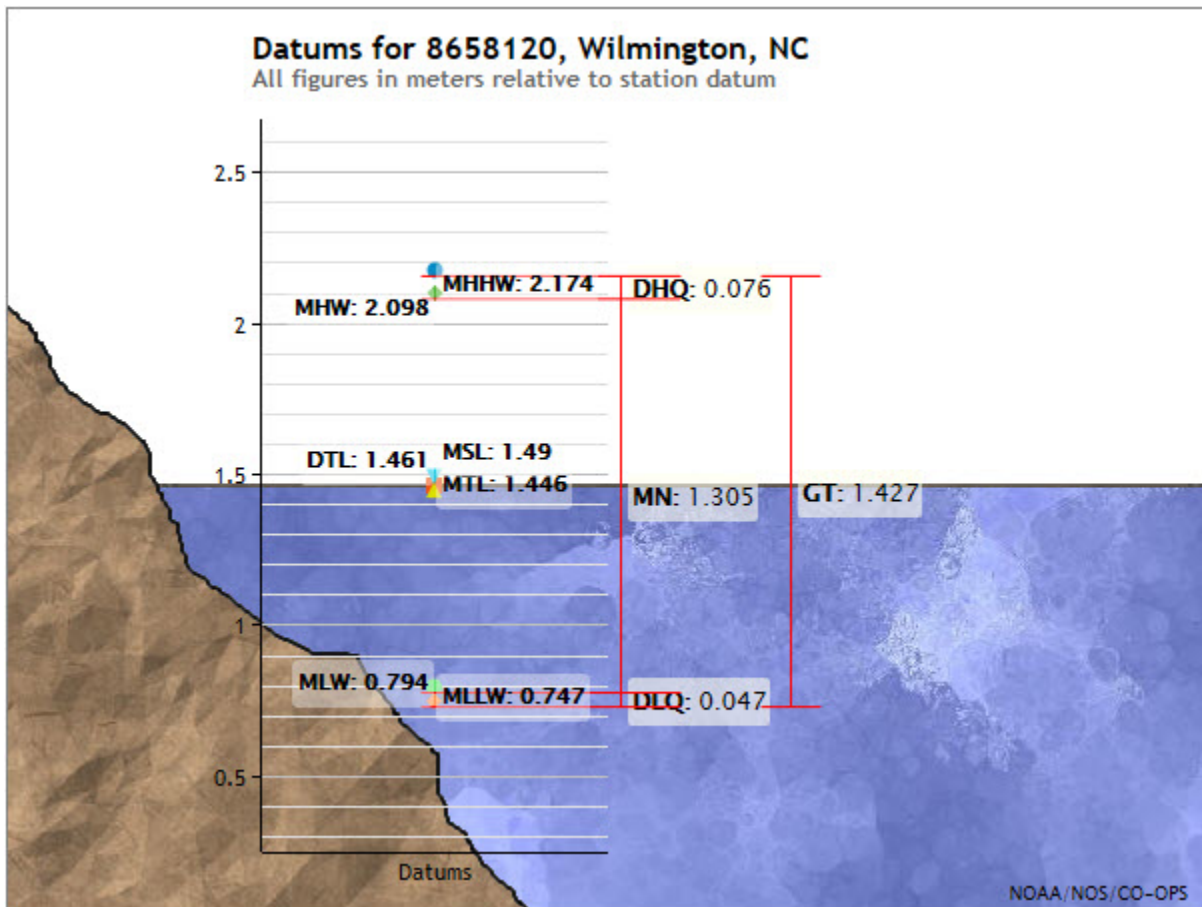 Datums for 8658120, Wilmington, NC
All figures in meters relative to station datum
2.5
MHHW: 2.174
DHQ: 0.076
MHW: 2.098
2
MSL: 1.49
DTL: 1.461
1.5
MTL: 1.446
MN: 1.305
GT: 1.427
1
MLW: 0.794
MLLW: 0.747
DLQ: 0.047
0.5
Datums
NOAA/NOS/CO-OPS